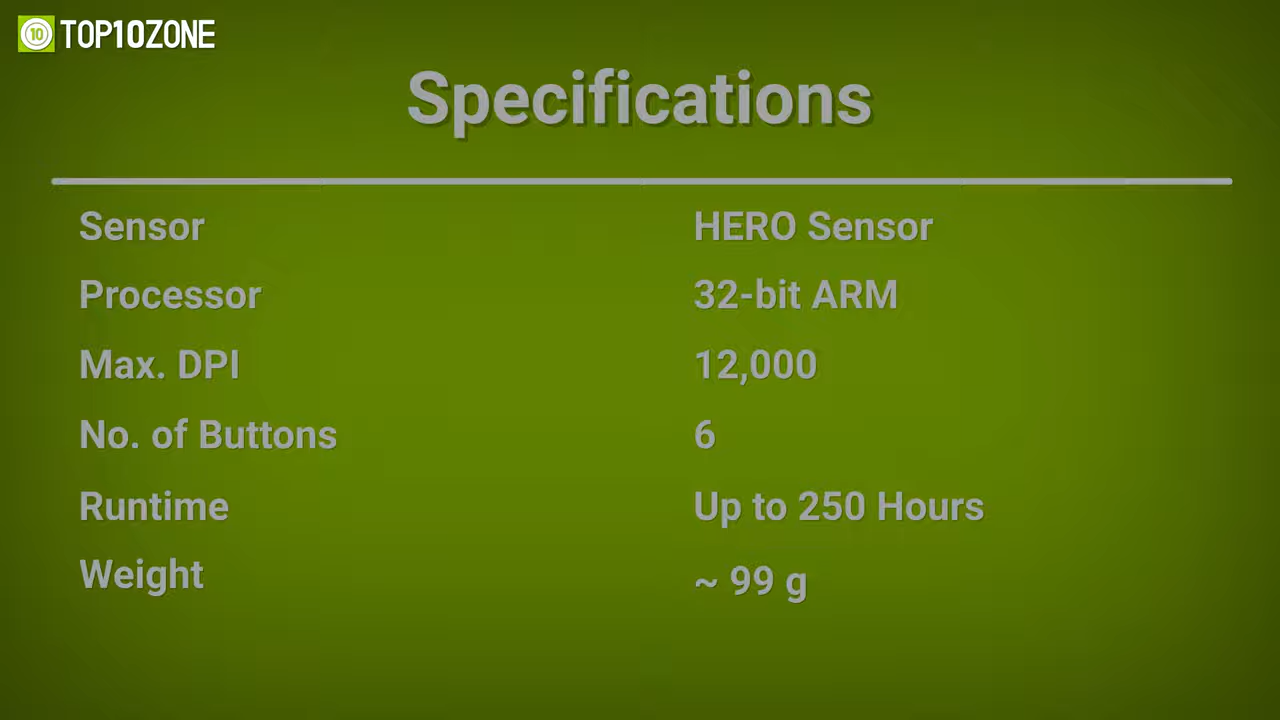 10 TOP10ZONE
Specifications
Sensor HERO Sensor
Processor 32-bit ARM
Max. DPI 12,000
No. of Buttons 6
Runtime Up to 250 Hours
Weight ~ 99 g